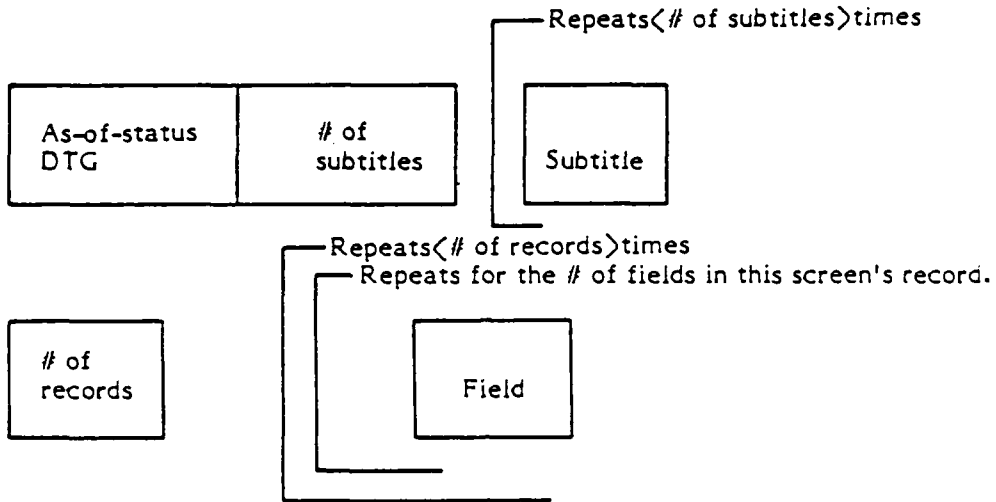 Repeats<# of subtitles>times
As-of-status
DTG
# of
subtitles
Subtitle
Repeats<# of records>times
Repeats for the # of fields in this screen's record.
# of
records
Field